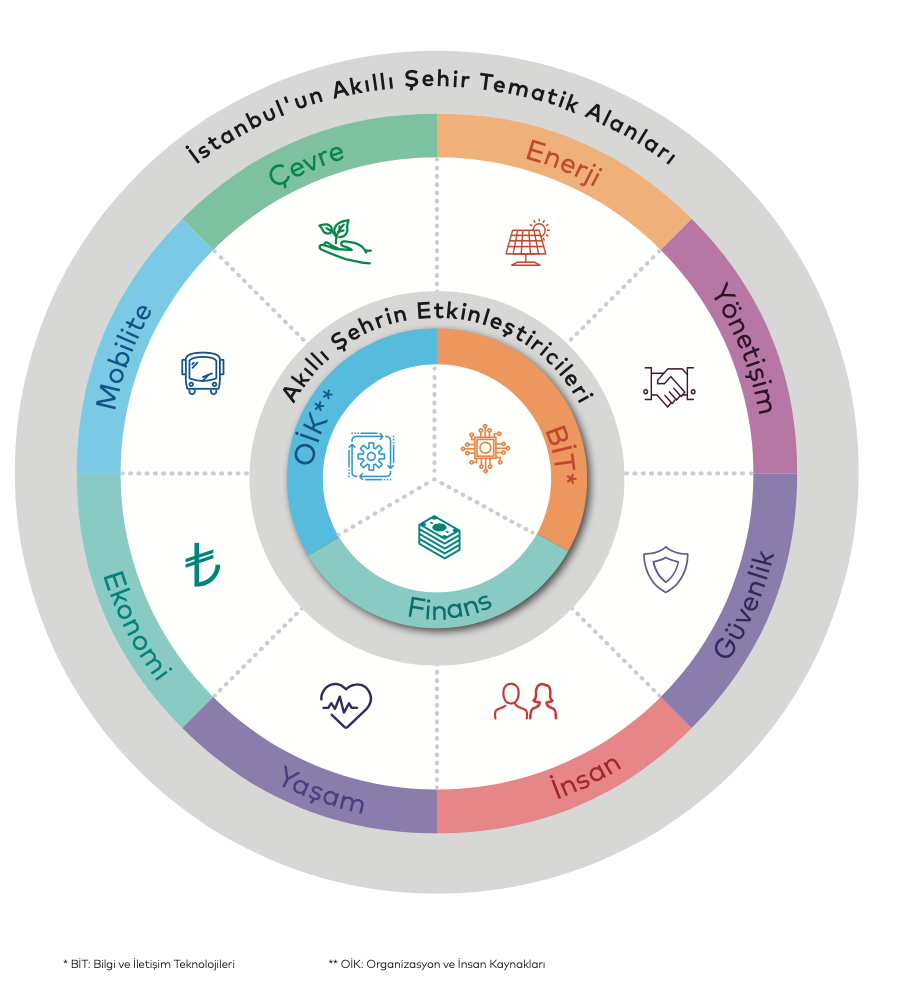 İstanbul'un Akıllı Şehir Tematik Alanları
Çevre
Enerji
Mobilite
Yönetişim
Akıllı Şehrin Etkinleştiricileri
OİK**
BİT*
Finans
Ekonomi
Güvenlik
Yaşam
İnsan
* BİT: Bilgi ve İletişim Teknolojileri
** OİK: Organizasyon ve İnsan Kaynakları